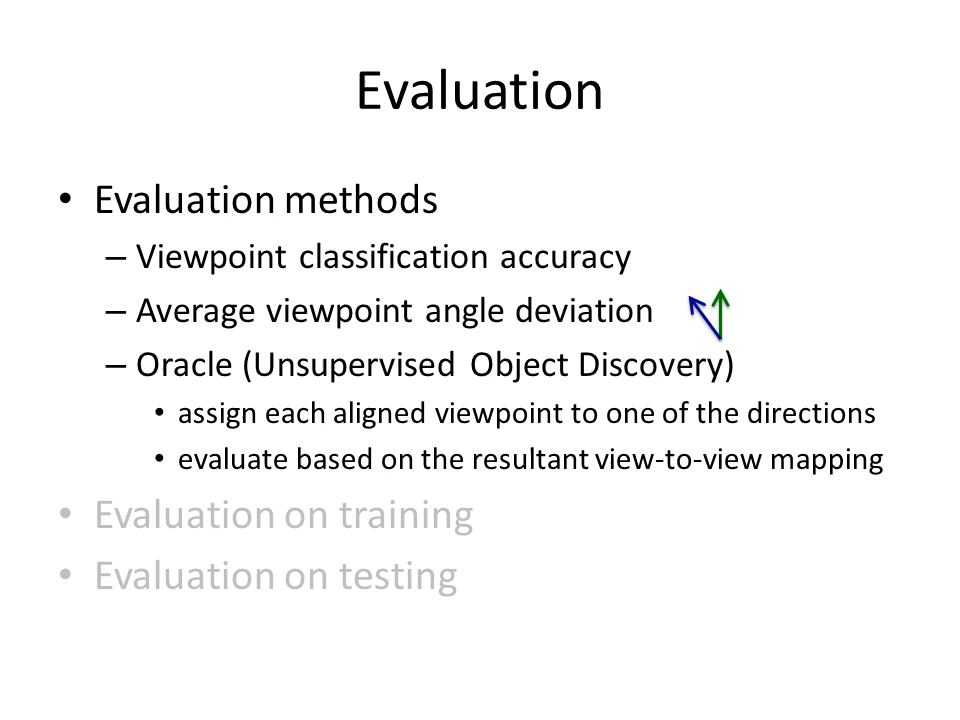 Evaluation
• Evaluation methods
– Viewpoint classification accuracy
– Average viewpoint angle deviation
– Oracle (Unsupervised Object Discovery)
• assign each aligned viewpoint to one of the directions
• evaluate based on the resultant view-to-view mapping
• Evaluation on training
• Evaluation on testing